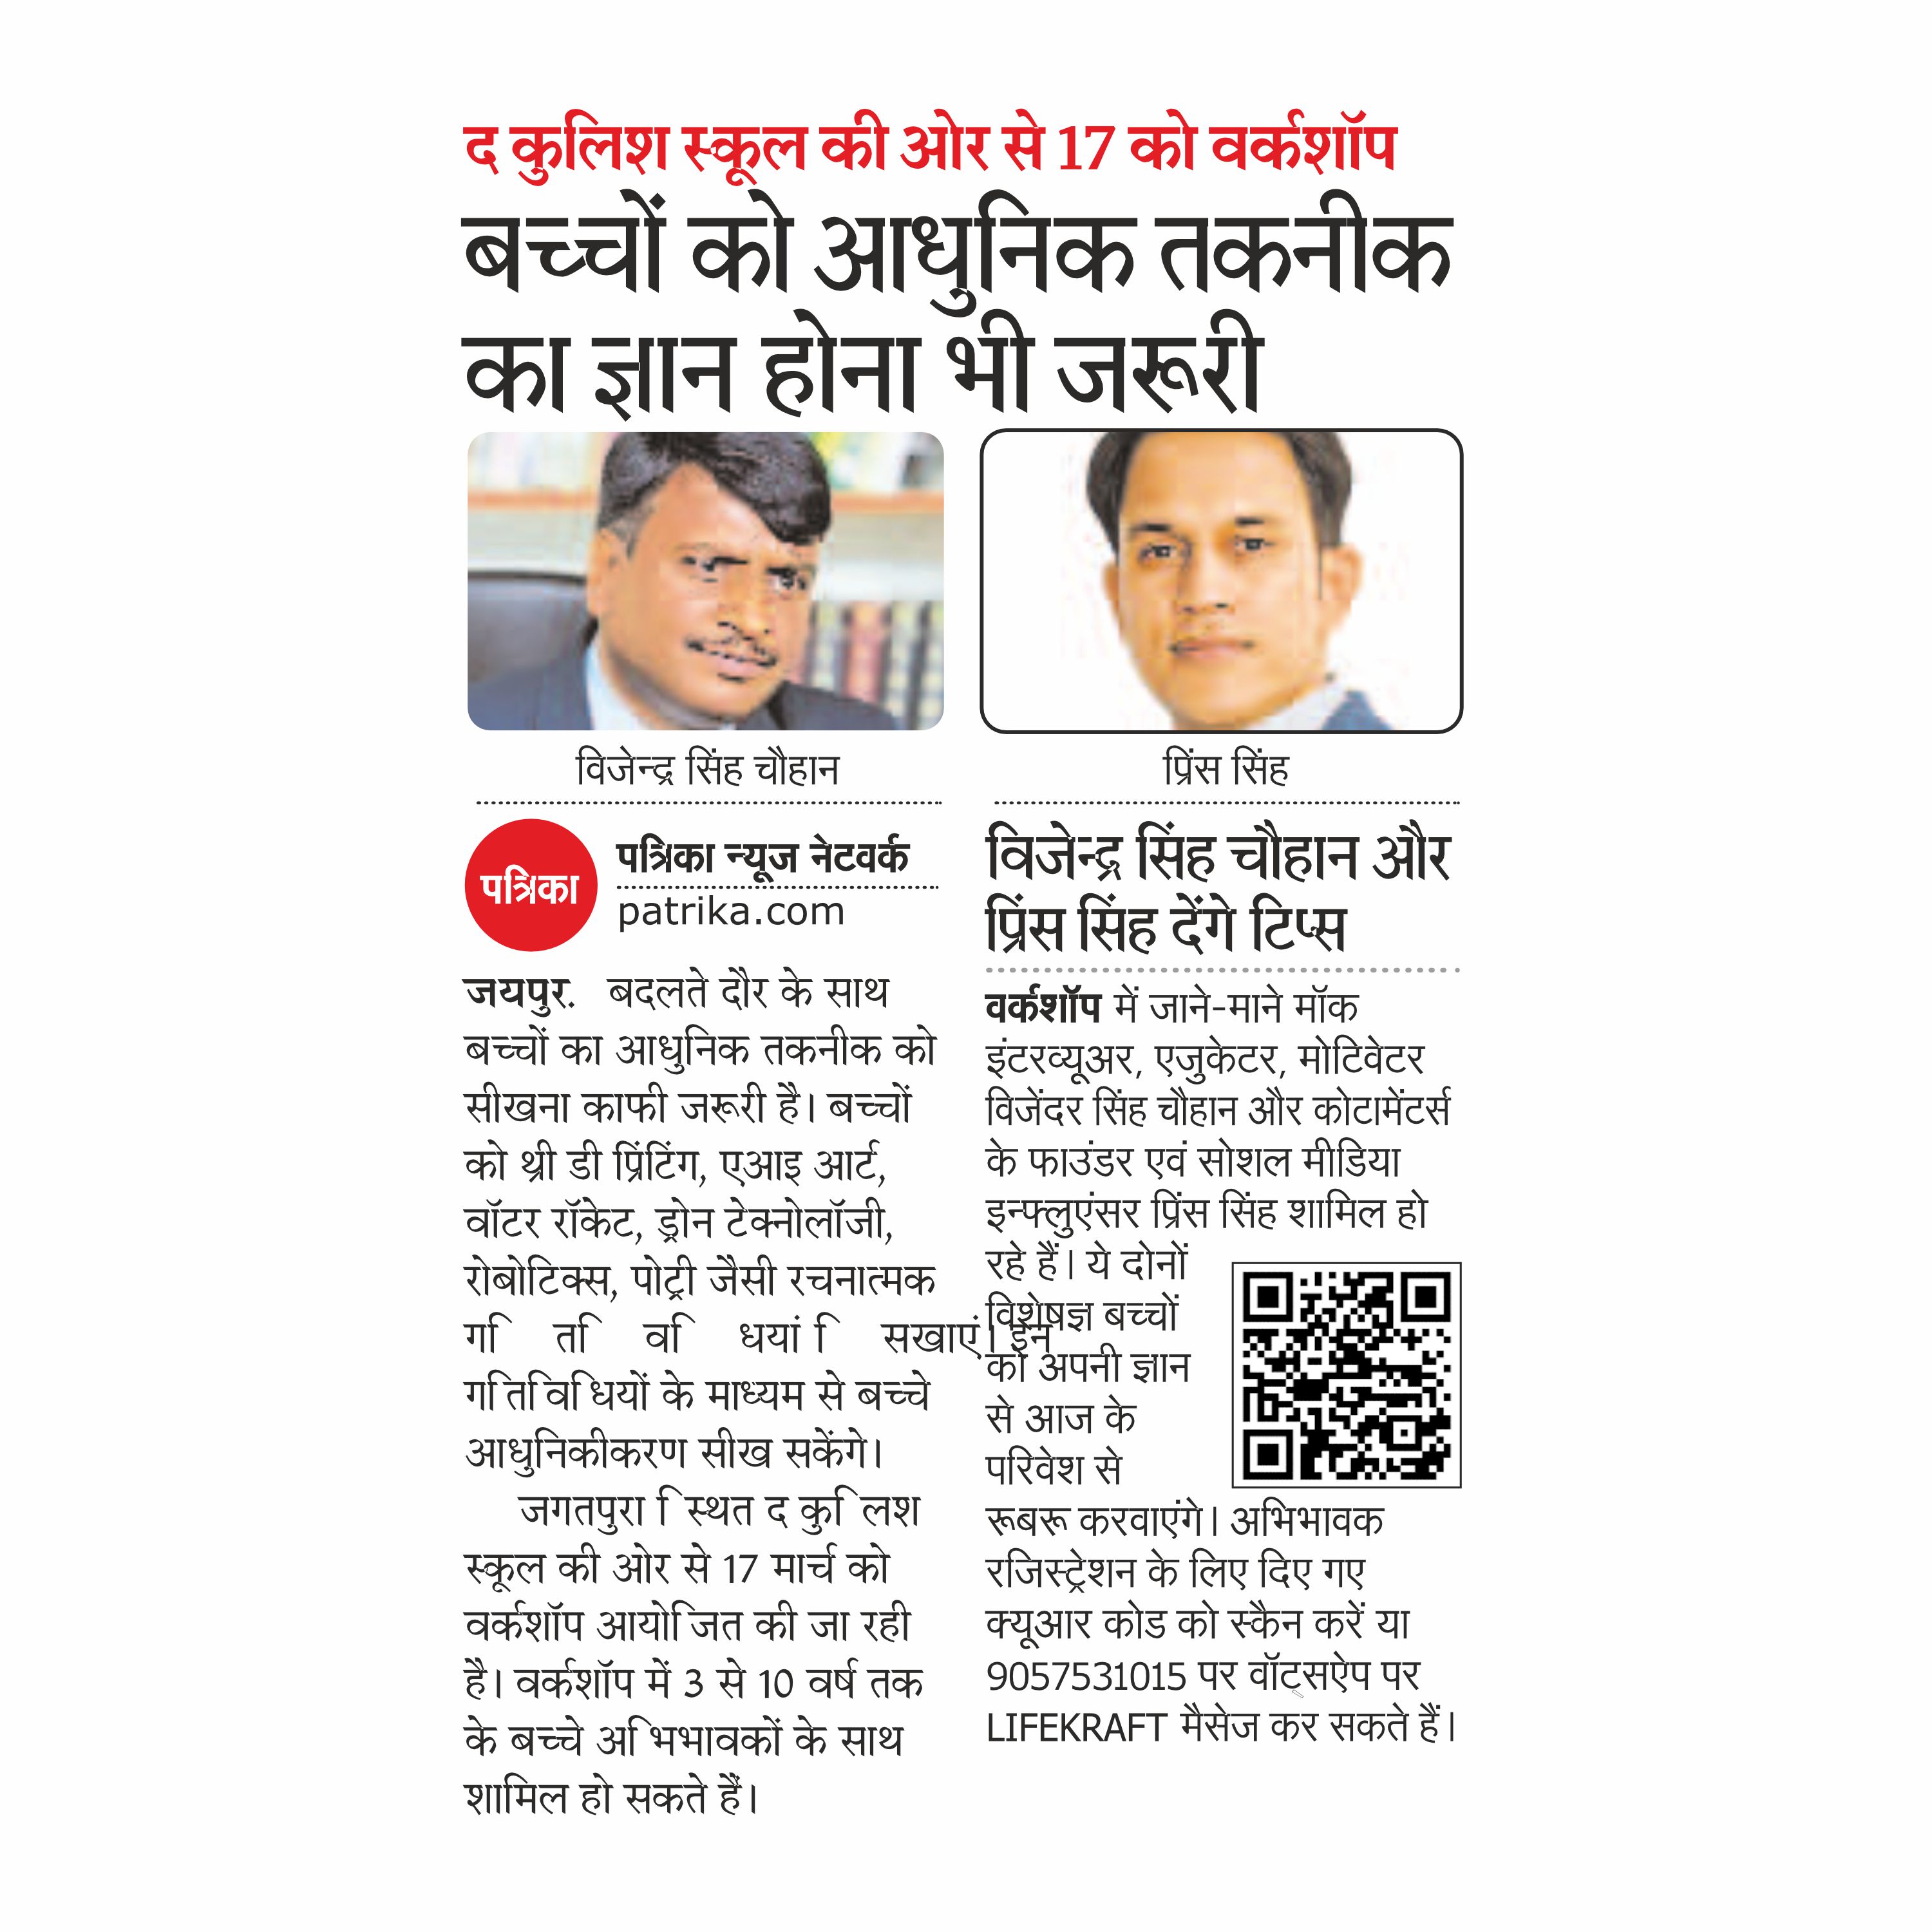 द कुलिश स्कूल की ओर से 17 को वर्कशॉप
बच्चों को आधुनिक तकनीक
का ज्ञान होना भी जरूरी
विजेन्द्र सिंह चौहान
प्रिंस सिंह
पत्रिका
पत्रिका न्यूज नेटवर्क
patrika.com
जयपुर. बदलते दौर के साथ
बच्चों का आधुनिक तकनीक को
सीखना काफी जरूरी है। बच्चों
को थ्री डी प्रिंटिंग, एआइ आर्ट,
वॉटर रॉकेट, ड्रोन टेक्नोलॉजी,
रोबोटिक्स, पोट्री जैसी रचनात्मक
गतिविधयां सिखाएं। इन
गतिविधियों के माध्यम से बच्चे
आधुनिकीकरण सीख सकेंगे।
जगतपुरा स्थित द कुलिश
स्कूल की ओर से 17 मार्च को
वर्कशॉप आयोजित की जा रही
है। वर्कशॉप में 3 से 10 वर्ष तक
के बच्चे अभिभावकों के साथ
शामिल हो सकते हैं।
विजेन्द्र सिंह चौहान और
प्रिंस सिंह देंगे टिप्स
वर्कशॉप में जाने-माने मॉक
इंटरव्यूअर, एजुकेटर, मोटिवेटर
विजेंदर सिंह चौहान और कोटामेंटर्स
के फाउंडर एवं सोशल मीडिया
इन्फ्लुएंसर प्रिंस सिंह शामिल हो
रहे हैं। ये दोनों
विशेषज्ञ बच्चों
को अपनी ज्ञान
से आज के
परिवेश से
रूबरू करवाएंगे। अभिभावक
रजिस्ट्रेशन के लिए दिए गए
क्यूआर कोड को स्कैन करें या
9057531015 पर वॉट्सऐप पर
LIFEKRAFT मैसेज कर सकते हैं।